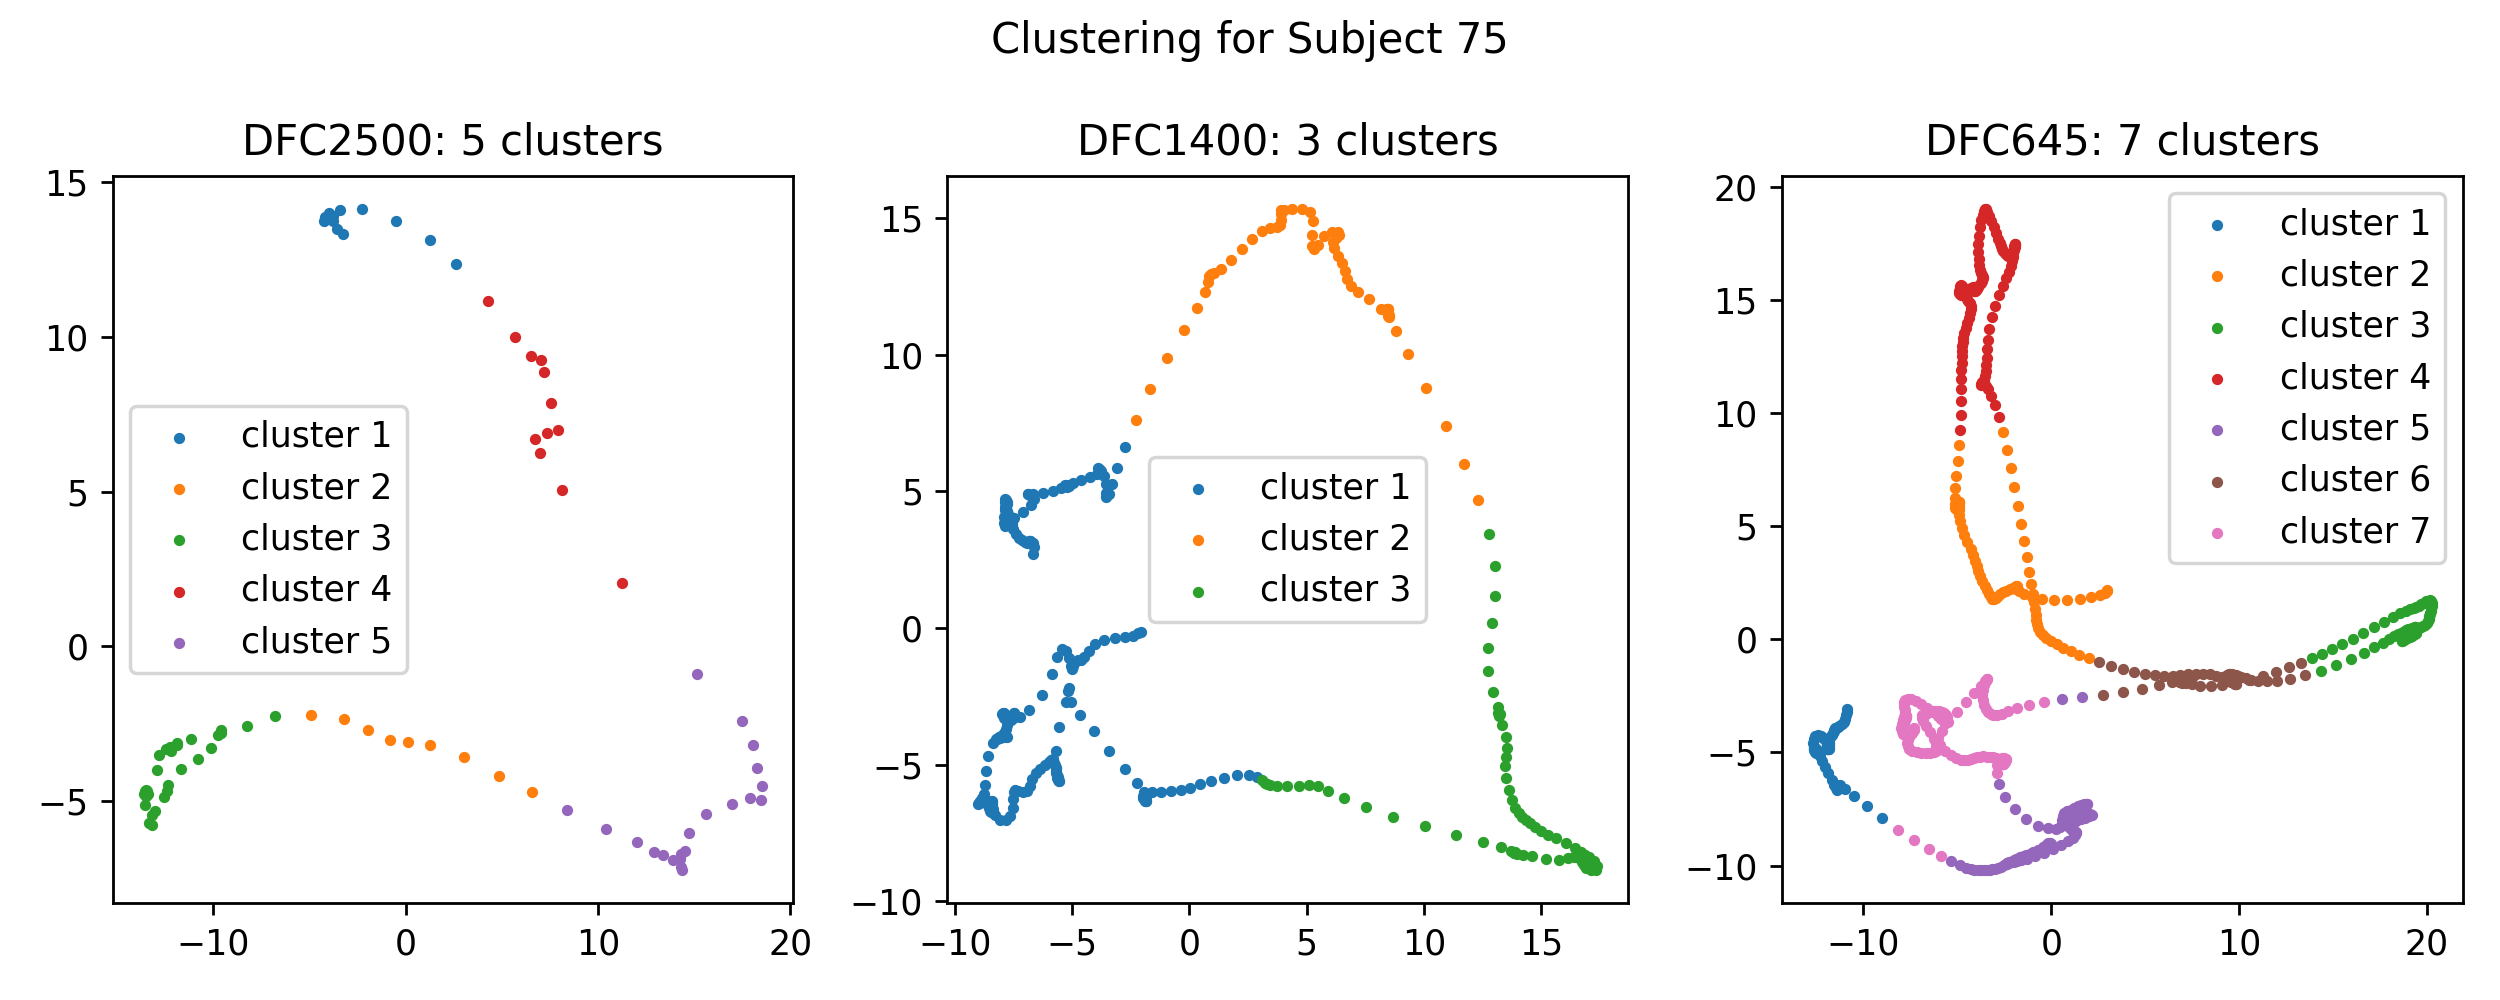 Clustering for Subject 75
DFC2500: 5 clusters
15
10
5
0
−5
−10
0
10
20
cluster 1
cluster 2
cluster 3
cluster 4
cluster 5
DFC1400: 3 clusters
15
10
5
0
−5
−10
−10
−5
0
5
10
15
cluster 1
cluster 2
cluster 3
DFC645: 7 clusters
20
15
10
5
0
−5
−10
−10
0
10
20
cluster 1
cluster 2
cluster 3
cluster 4
cluster 5
cluster 6
cluster 7